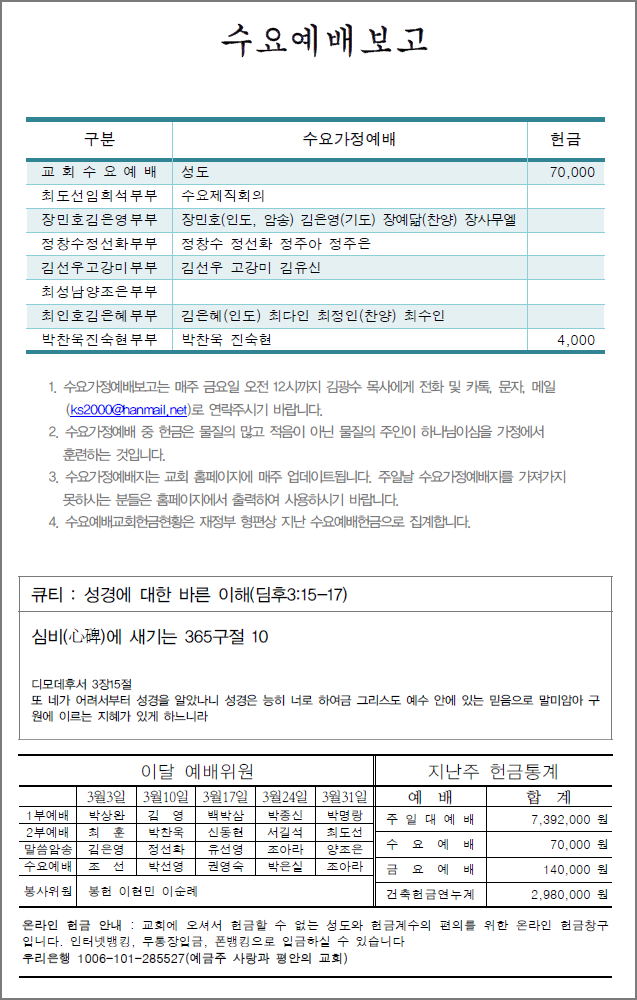 수요예배보고
구분 수요가정예배 헌금
교 회 수 요 예 배 성도 70,000
최도선임회석부부 수요제직회의
장민호김은영부부 장민호(인도, 암송) 김은영(기도) 장예닮(찬양) 장사무엘
정창수정선화부부 정창수 정선화 정주아 정주은
김선우고강미부부 김선우 고강미 김유신
최성남양조은부부
최인호김은혜부부 김은혜(인도) 최다인 최정인(찬양) 최수인
박찬욱진숙현부부 박찬욱 진숙현 4,000
1. 수요가정예배보고는 매주 금요일 오전 12시까지 김광수 목사에게 전화 및 카톡, 문자, 메일
(ks2000@hanmail.net)로 연락주시기 바랍니다.
2. 수요가정예배 중 헌금은 물질의 많고 적음이 아닌 물질의 주인이 하나님이심을 가정에서
훈련하는 것입니다.
3. 수요가정예배지는 교회 홈페이지에 매주 업데이트됩니다. 주일날 수요가정예배지를 가져가지
못하시는 분들은 홈페이지에서 출력하여 사용하시기 바랍니다.
4. 수요예배교회헌금현황은 재정부 형편상 지난 수요예배헌금으로 집계합니다.
큐티 : 성경에 대한 바른 이해(딤후3:15-17)
심비(心碑)에 새기는 365구절 10
디모데후서 3장15절
또 네가 어려서부터 성경을 알았나니 성경은 능히 너로 하여금 그리스도 예수 안에 있는 믿음으로 말미암아 구
원에 이르는 지혜가 있게 하느니라
이달 예배위원
3월3일 3월10일 3월17일 3월24일 3월31일
1부예배 박상완 김 영 백박삼 박종신 박명랑
2부예배 최 훈 박찬욱 신동현 서길석 최도선
말씀암송 김은영 정선화 유선영 조아라 양조은
수요예배 조 선 박선영 권영숙 박은실 조아라
봉사위원 봉헌 이현민 이순례
지난주 헌금통계
예 배 합 계
주 일 대 예 배 7,392,000 원
수 요 예 배 70,000 원
금 요 예 배 140,000 원
건축헌금연누계 2,980,000 원
온라인 헌금 안내 : 교회에 오셔서 헌금할 수 없는 성도와 헌금계수의 편의를 위한 온라인 헌금창구
입니다. 인터넷뱅킹, 무통장입금, 폰뱅킹으로 입금하실 수 있습니다
우리은행 1006-101-285527(예금주 사랑과 평안의 교회)